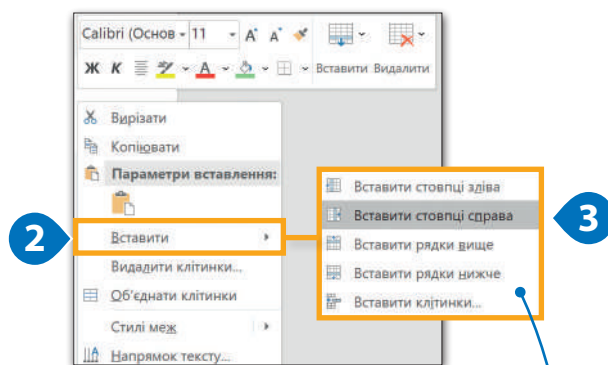 Calibri (Основ 11 A A
Ж К ab A Вставити Видалити
Вирізати
Копіювати
Параметри вставлення:
2 Вставити
Видалити клітинки...
Об'єднати клітинки
Стилі меж
Напрямок тексту...
Вставити стовпці зліва
Вставити стовпці справа 3
Вставити рядки вище
Вставити рядки нижче
Вставити клітинки...